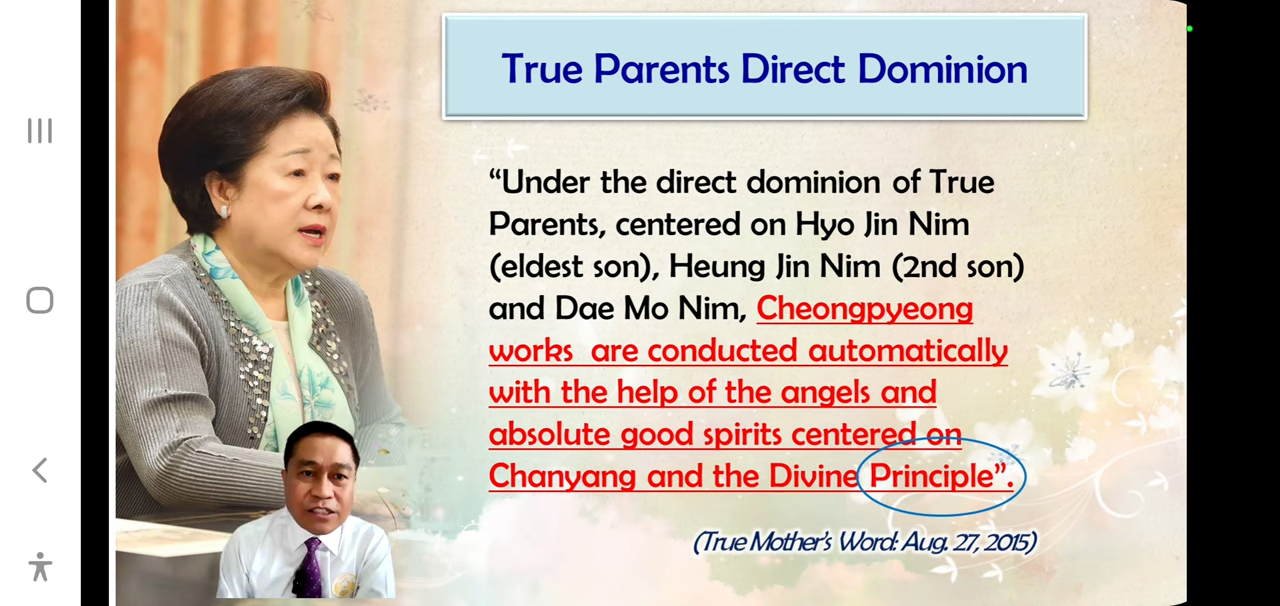 True Parents Direct Dominion
“Under the direct dominion of True
Parents, centered on Hyo Jin Nim
(eldest son), Heung Jin Nim (2nd son)
and Dae Mo Nim, Cheongpyeong
works are conducted automatically
with the help of the angels and
absolute good spirits centered on
Chanyang and the Divine Principle”.
(True Mother's Word: Aug. 27, 2015)